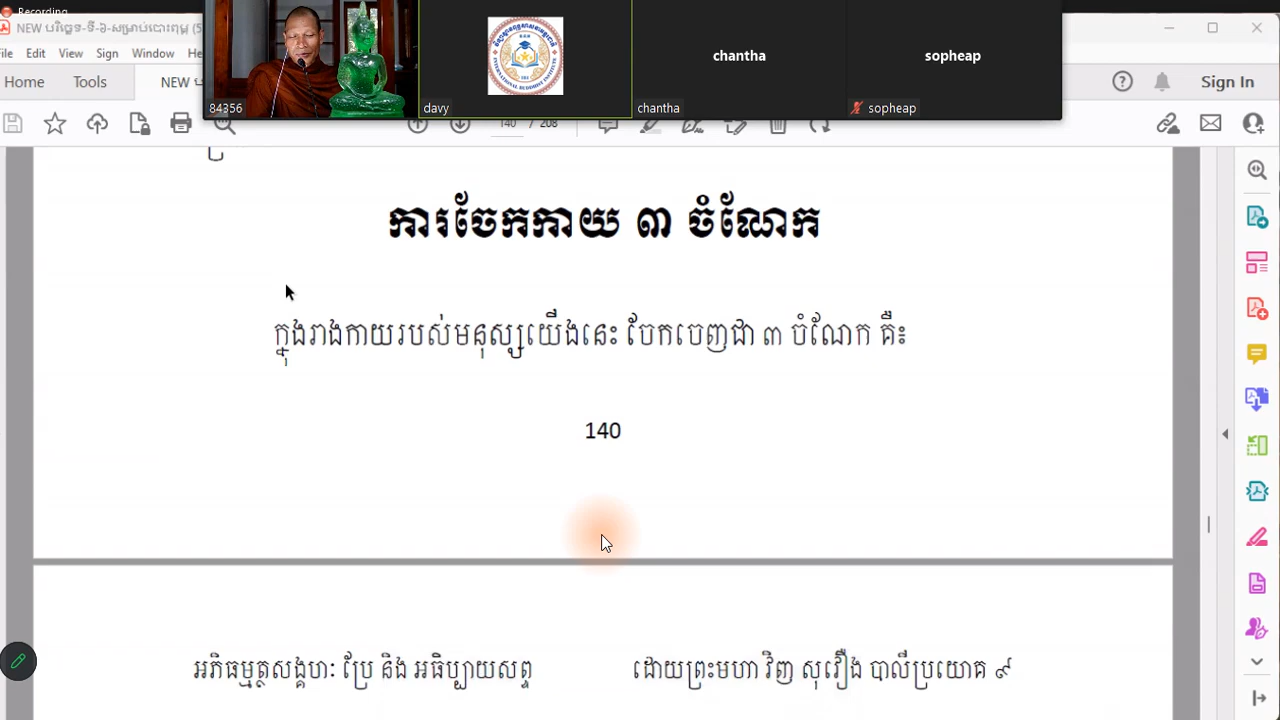 Recording
NEW បរិច្ឆេទ-ទី-៦-សម្រាប់បោះពុម្ព (5
Edit View Sign Window He
Home Tools NEW ប
Sign In
84356
davy
chantha
chantha
sopheap
sopheap
140 / 208
ការចែកកាយ ៣ ចំណែក
ក្នុងរាងកាយរបស់មនុស្សយើងនេះ ចែកចេញជា ៣ ចំណែក គឺ៖
140
អភិធម្មត្ថសង្គហៈ ប្រែ និង អធិប្បាយសព្ទ ដោយព្រះមហា វិញ សុវឿង បាលីប្រយោគ ៩